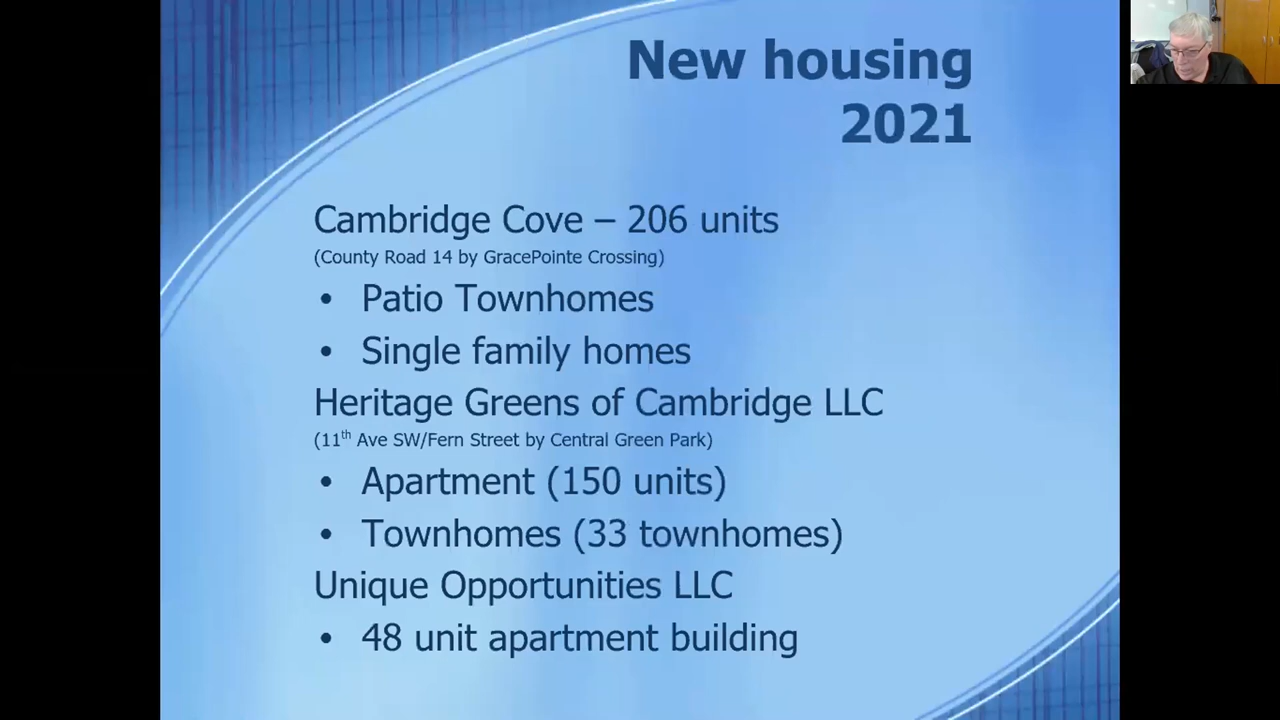 New housing
2021
Cambridge Cove – 206 units
(County Road 14 by GracePointe Crossing)
• Patio Townhomes
• Single family homes
Heritage Greens of Cambridge LLC
(11th Ave SW/Fern Street by Central Green Park)
• Apartment (150 units)
• Townhomes (33 townhomes)
Unique Opportunities LLC
• 48 unit apartment building